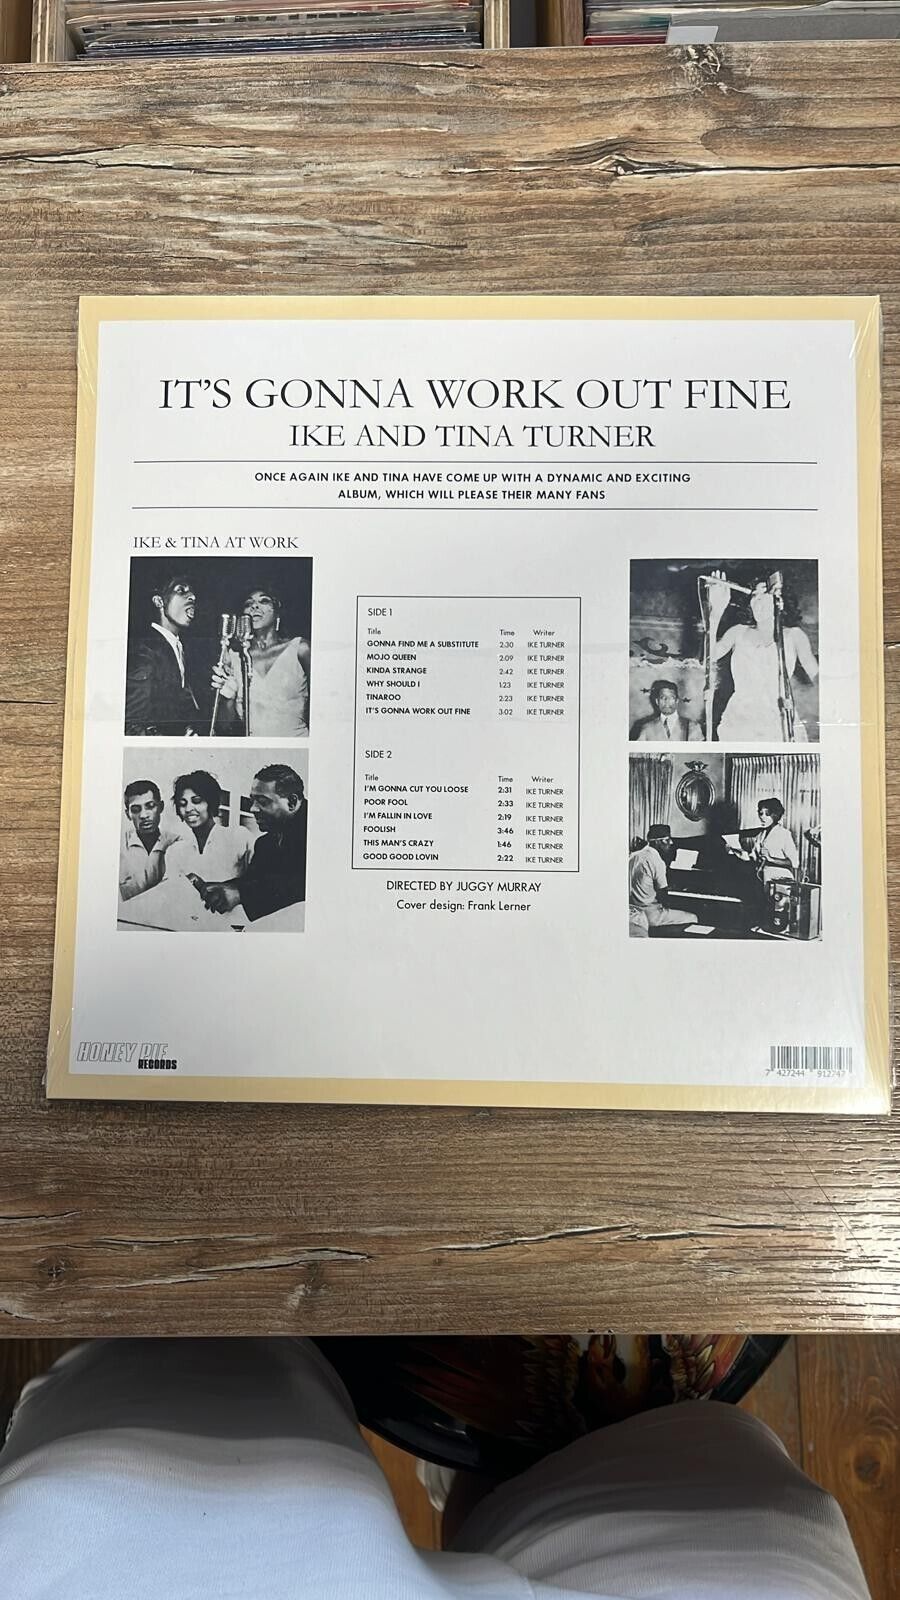 IT'S GONNA WORK OUT FINE
IKE AND TINA TURNER
ONCE AGAIN IKE AND TINA HAVE COME UP WITH A DYNAMIC AND EXCITING
ALBUM, WHICH WILL PLEASE THEIR MANY FANS
IKE & TINA AT WORK
SIDE 1
Title Time Writer
GONNA FIND ME A SUBSTITUTE 2:30 IKE TURNER
MOJO QUEEN 2:09 IKE TURNER
KINDA STRANGE 2:42 IKE TURNER
WHY SHOULD I 1:23 IKE TURNER
TINAROO 2:23 IKE TURNER
IT'S GONNA WORK OUT FINE 3:02 IKE TURNER
SIDE 2
Title Time Writer
I'M GONNA CUT YOU LOOSE 2:31 IKE TURNER
POOR FOOL 2:33 IKE TURNER
I'M FALLIN IN LOVE 2:19 IKE TURNER
FOOLISH 3:46 IKE TURNER
THIS MAN'S CRAZY 1:46 IKE TURNER
GOOD GOOD LOVIN 2:22 IKE TURNER
DIRECTED BY JUGGY MURRAY
Cover design: Frank Lerner
HONEY PIE
RECORDS
7 427244 912747